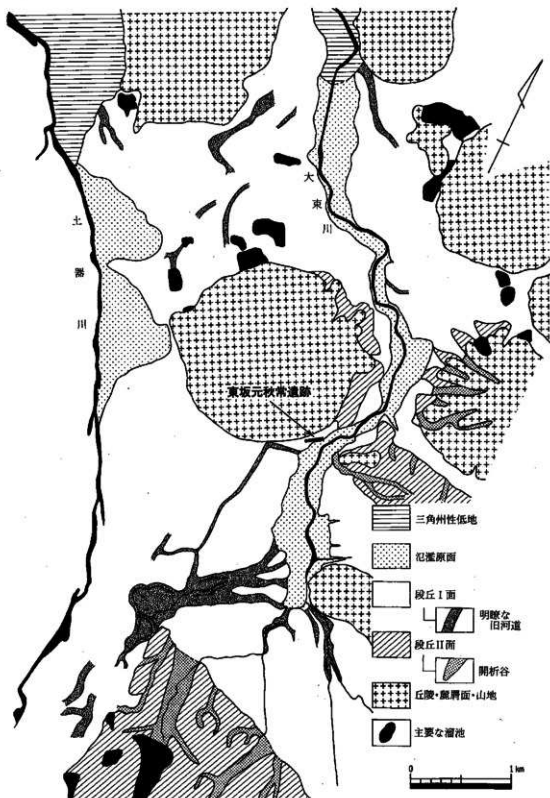 土器川
大東川
東坂元秋常遺跡
三角州性低地
氾濫原面
段丘Ⅰ面
明瞭な
旧河道
段丘Ⅱ面
開析谷
丘陵・麓屑面・山地
主要な溜池
0 1km